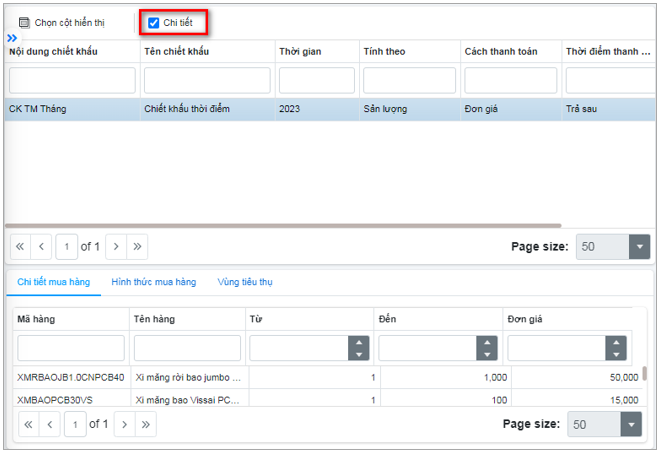 Chọn cột hiển thị Chi tiết
Nội dung chiết khấu Tên chiết khấu Thời gian Tính theo Cách thanh toán Thời điểm thanh ...
CK TM Tháng Chiết khấu thời điểm 2023 Sản lượng Đơn giá Trả sau
1 of 1 Page size: 50
Chi tiết mua hàng Hình thức mua hàng Vùng tiêu thụ
Mã hàng Tên hàng Từ Đến Đơn giá
XMRBAOJB1.0CNPCB40 Xi măng rời bao jumbo ... 1 1,000 50,000
XMBAOPCB30VS Xi măng bao Vissai PC... 1 100 15,000
1 of 1 Page size: 50